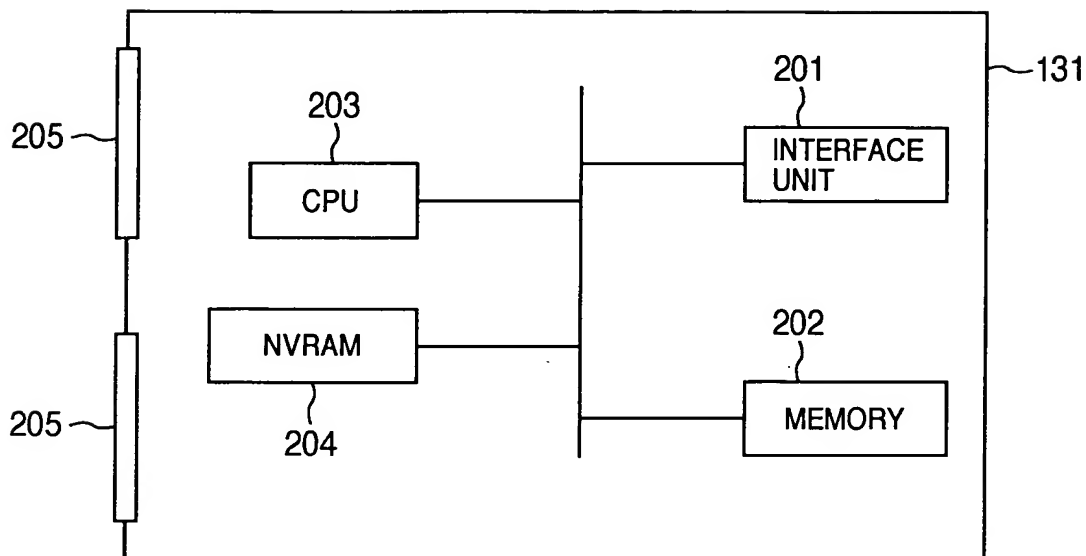 131
201
203
205
INTERFACE
UNIT
CPU
202
NVRAM
MEMORY
205
204